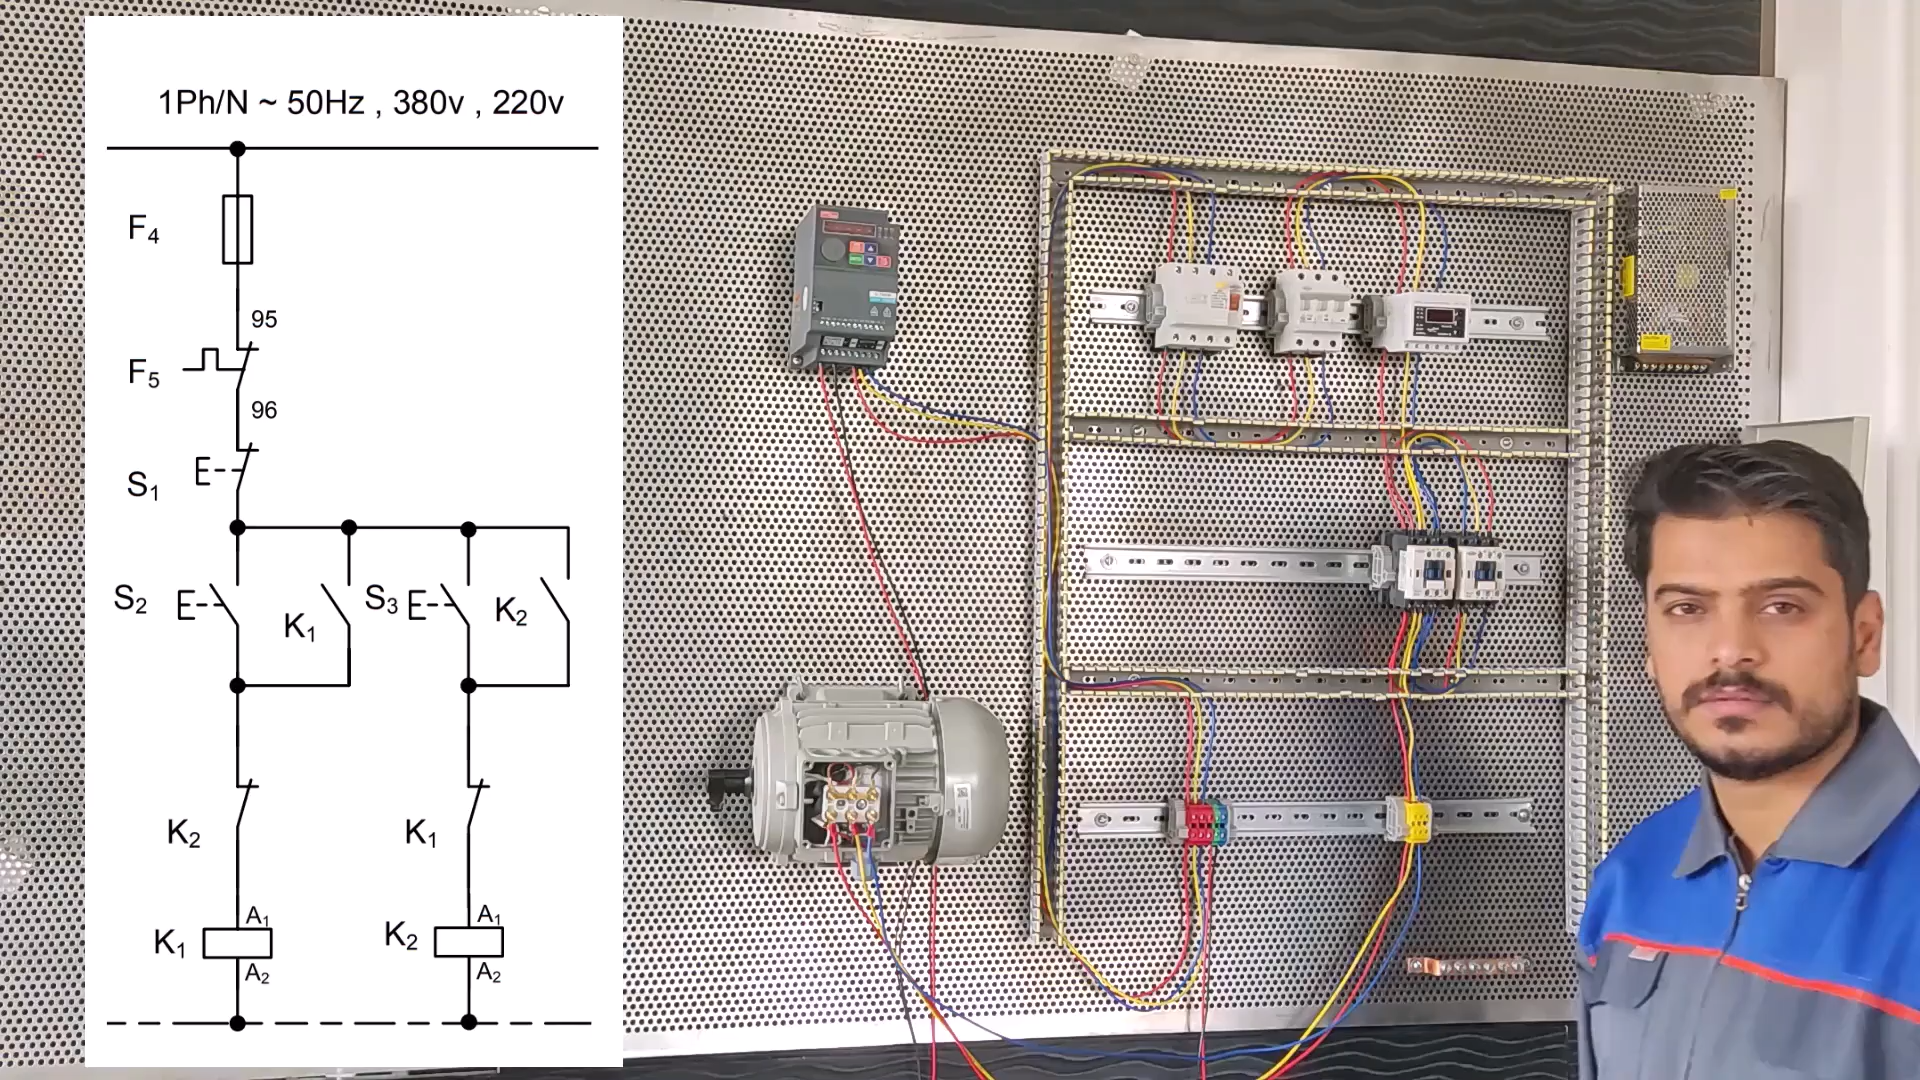 1Ph/N ~ 50Hz , 380v , 220v
F4
95
F5
96
S1
S2
K1
S3
K2
K2
K1
A1
K1
A2
A1
K2
A2